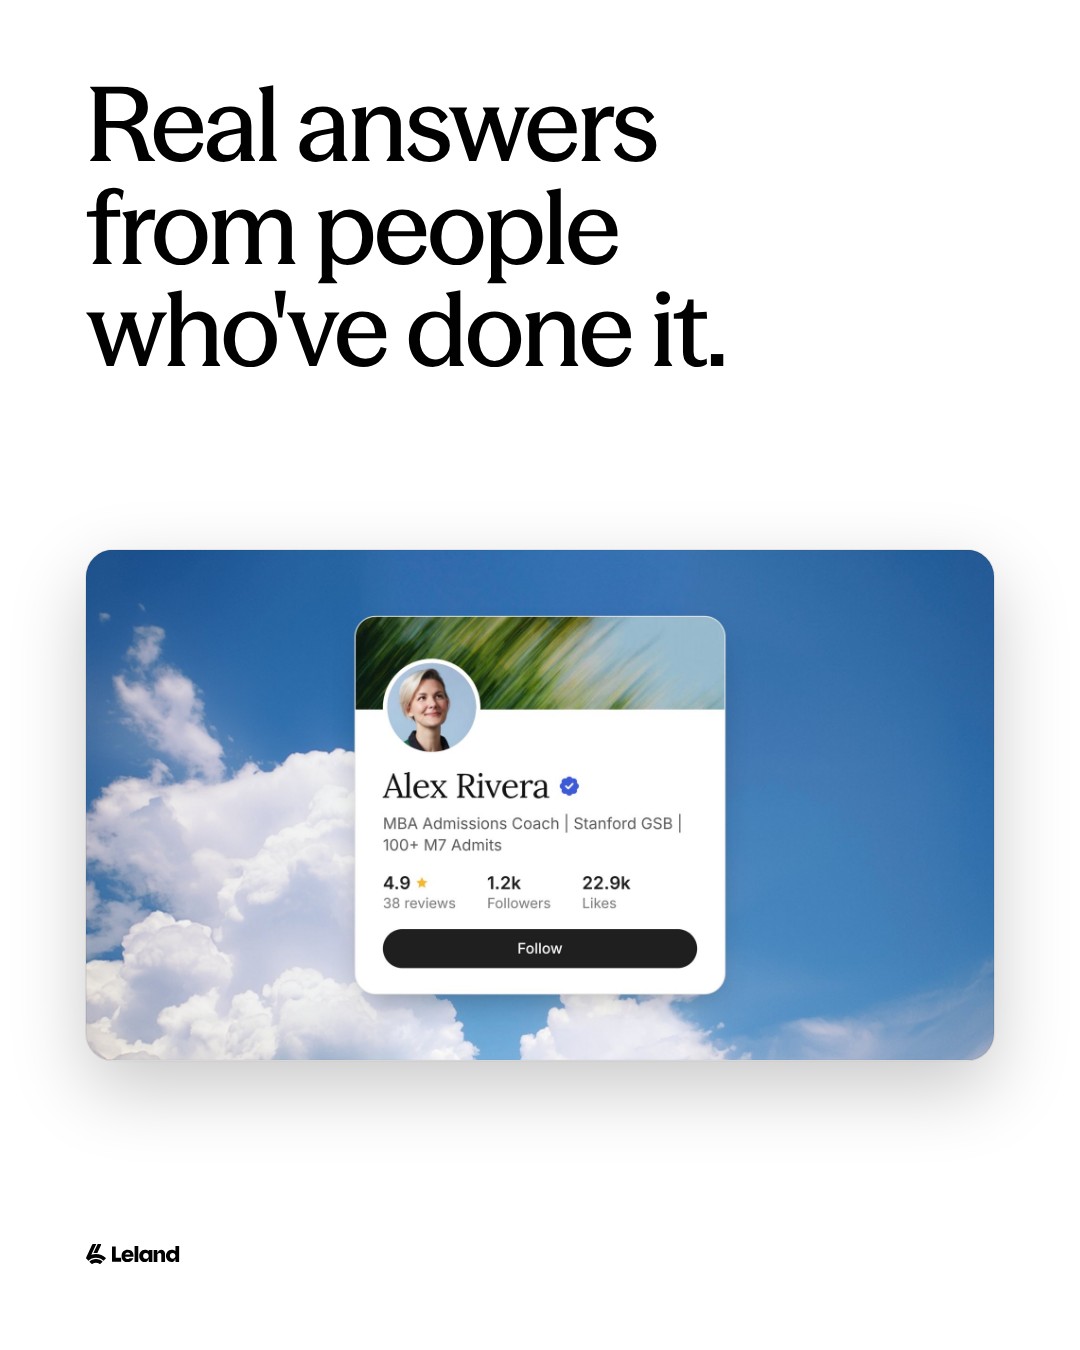 Real answers
from people
who've done it.
Alex Rivera
MBA Admissions Coach | Stanford GSB |
100+ M7 Admits
4.9 1.2k 22.9k
38 reviews Followers Likes
Follow
Leland